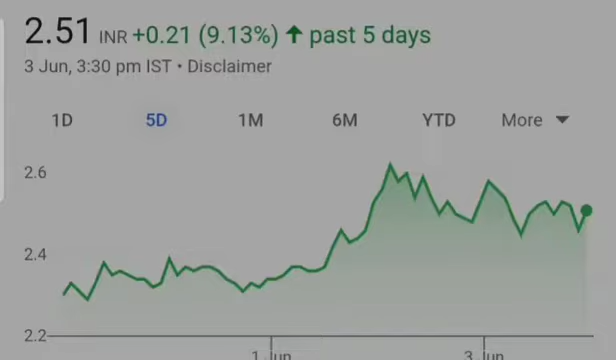 2.51 INR +0.21 (9.13%) ↑ past 5 days
3 Jun, 3:30 pm IST • Disclaimer
1D 5D 1M 6M YTD More
2.6
2.4
2.2
1 Jun 3 Jun